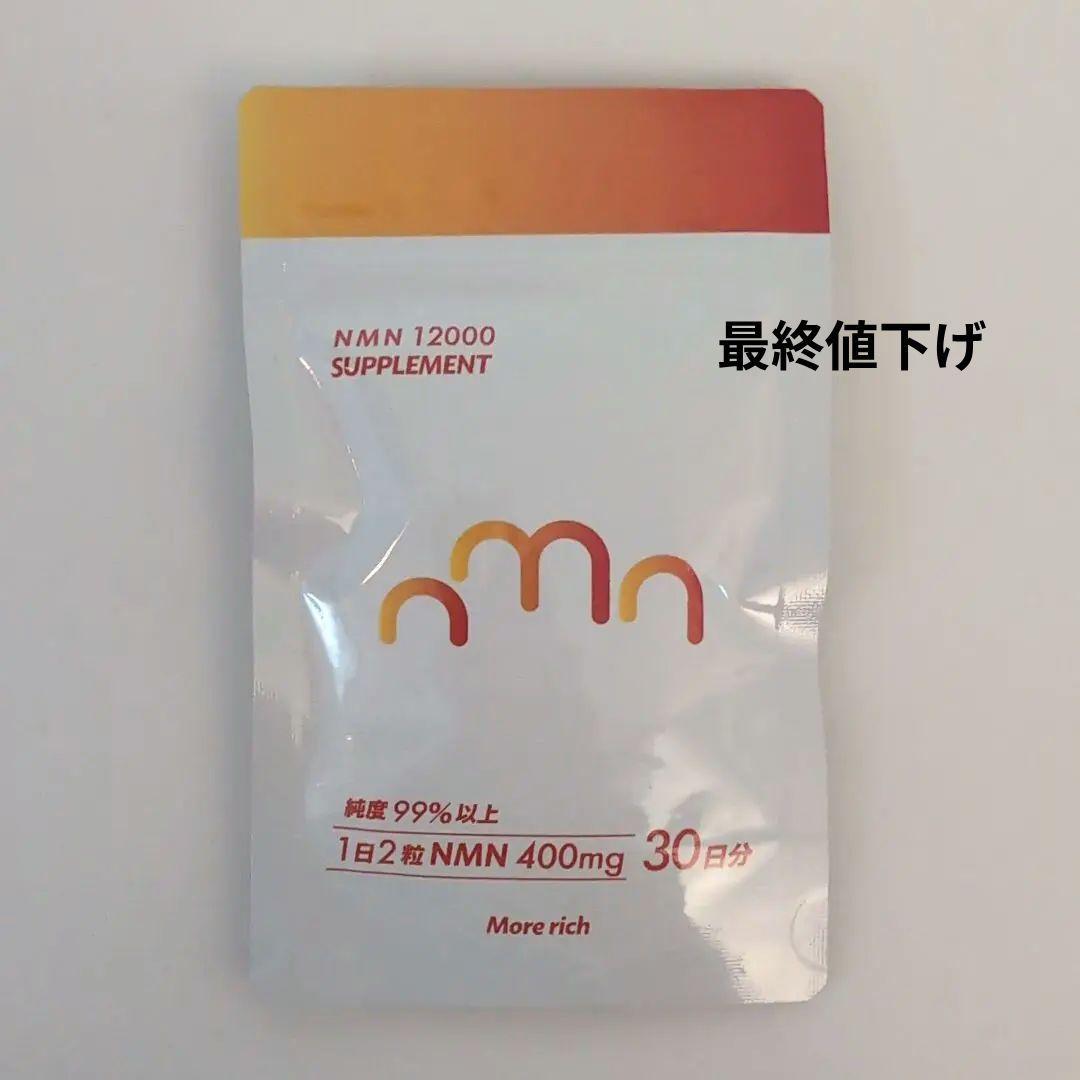 NMN 12000
SUPPLEMENT
最終値下げ
nmn
純度 99%以上
1日2粒 NMN 400mg 30日分
More rich